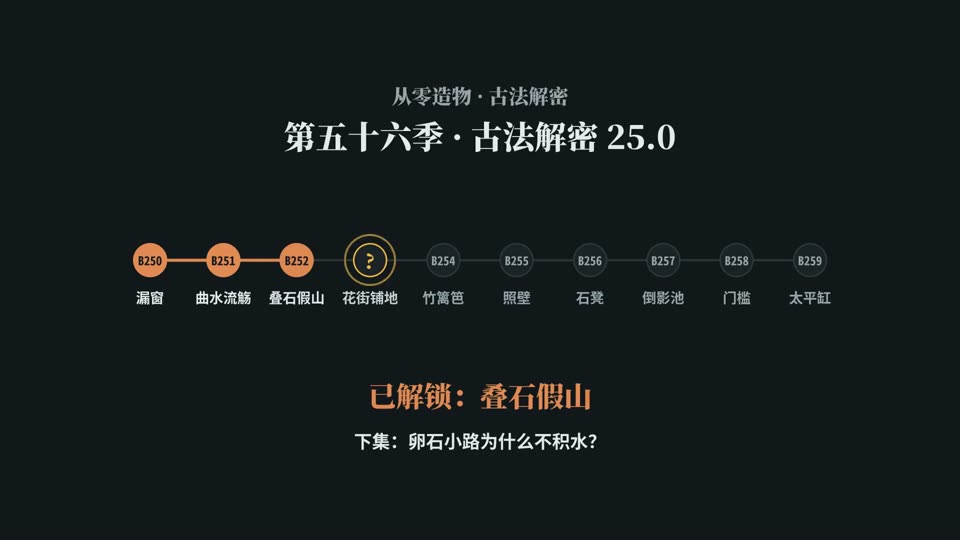 从零造物 · 古法解密
第五十六季 · 古法解密 25.0
B250 B251 B252 ? B254 B255 B256 B257 B258 B259
漏窗 曲水流觞 叠石假山 花街铺地 竹篱笆 照壁 石凳 倒影池 门槛 太平缸
已解锁：叠石假山
下集：卵石小路为什么不积水？